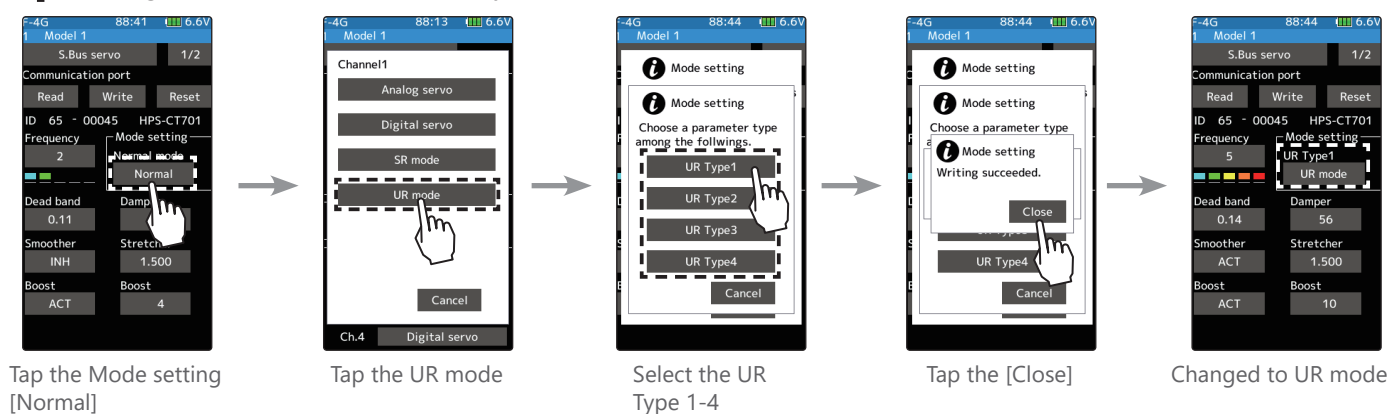 F-4G 88:41 6.6V
1 Model 1
S.Bus servo 1/2
Communication port
Read Write Reset
ID 65 - 00045 HPS-CT701
Frequency Mode setting
2 Normal mode
Normal
Dead band Damp
0.11
Smoother Stretcher
INH 1.500
Boost Boost
ACT 4
Tap the Mode setting
[Normal]
-4G 88:13 6.6V
Model 1
Channel1
Analog servo
Digital servo
SR mode
UR mode
Cancel
Ch.4 Digital servo
Tap the UR mode
-4G 88:44 6.6V
Model 1
Mode setting
Mode setting
Choose a parameter type
among the follwings.
UR Type1
UR Type2
UR Type3
UR Type4
Cancel
Select the UR
Type 1-4
-4G 88:44 6.6V
Model 1
Mode setting
Mode setting
Choose a parameter type
Mode setting
Writing succeeded.
Close
UR Type4
Cancel
Tap the [Close]
-4G 88:44 6.6V
1 Model 1
S.Bus servo 1/2
Communication port
Read Write Reset
ID 65 - 00045 HPS-CT701
Frequency Mode setting
5 UR Type1
UR mode
Dead band Damper
0.14 56
Smoother Stretcher
ACT 1.500
Boost Boost
ACT 10
Changed to UR mode